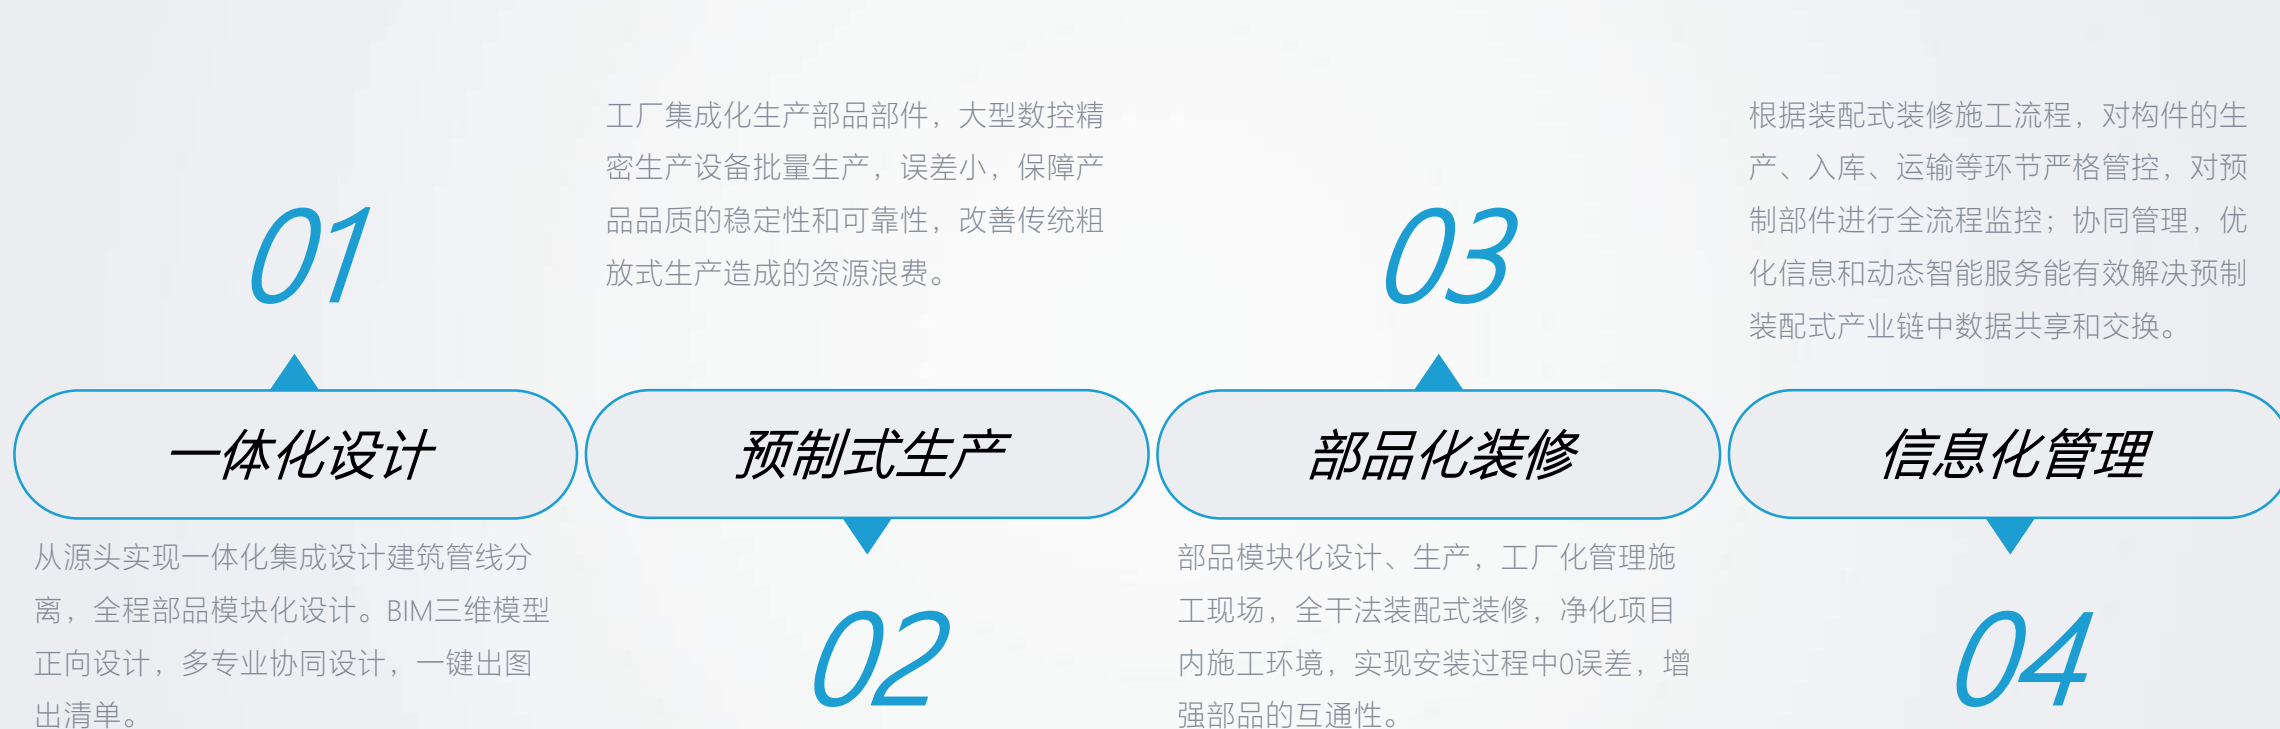 01
一体化设计
从源头实现一体化集成设计建筑管线分
离，全程部品模块化设计。BIM三维模型
正向设计，多专业协同设计，一键出图
出清单。
工厂集成化生产部品部件，大型数控精
密生产设备批量生产，误差小，保障产
品品质的稳定性和可靠性，改善传统粗
放式生产造成的资源浪费。
预制式生产
02
03
部品化装修
部品模块化设计、生产，工厂化管理施
工现场，全干法装配式装修，净化项目
内施工环境，实现安装过程中0误差，增
强部品的互通性。
根据装配式装修施工流程，对构件的生
产、入库、运输等环节严格管控，对预
制部件进行全流程监控；协同管理，优
化信息和动态智能服务能有效解决预制
装配式产业链中数据共享和交换。
信息化管理
04